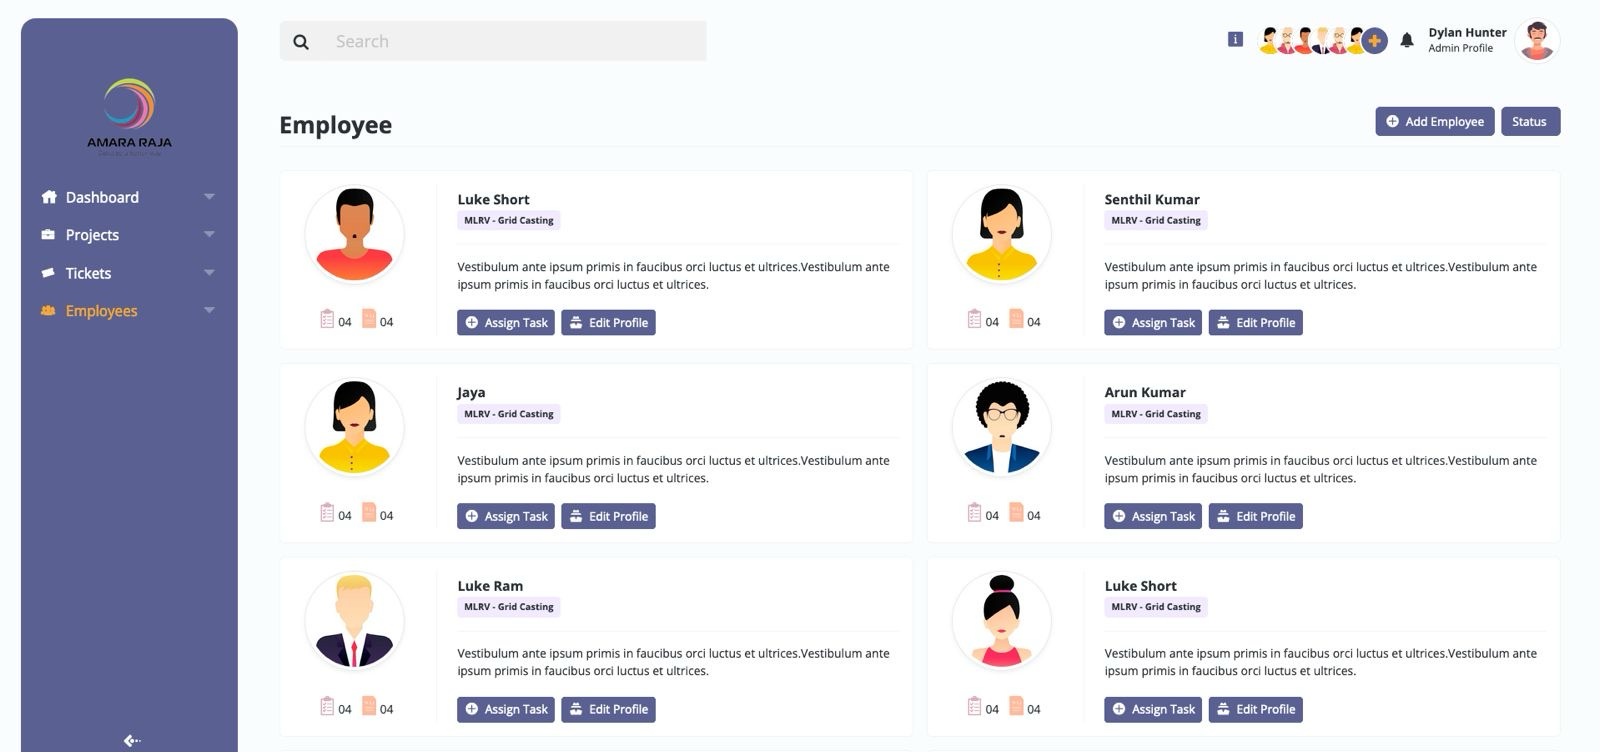 Search
i
Dylan Hunter
Admin Profile
AMARA RAJA
Dashboard
Projects
Tickets
Employees
Employee
Add Employee
Status
Luke Short
MLRV - Grid Casting
Vestibulum ante ipsum primis in faucibus orci luctus et ultrices.Vestibulum ante
ipsum primis in faucibus orci luctus et ultrices.
04 04
Assign Task
Edit Profile
Senthil Kumar
MLRV - Grid Casting
Vestibulum ante ipsum primis in faucibus orci luctus et ultrices.Vestibulum ante
ipsum primis in faucibus orci luctus et ultrices.
04 04
Assign Task
Edit Profile
Jaya
MLRV - Grid Casting
Vestibulum ante ipsum primis in faucibus orci luctus et ultrices.Vestibulum ante
ipsum primis in faucibus orci luctus et ultrices.
04 04
Assign Task
Edit Profile
Arun Kumar
MLRV - Grid Casting
Vestibulum ante ipsum primis in faucibus orci luctus et ultrices.Vestibulum ante
ipsum primis in faucibus orci luctus et ultrices.
04 04
Assign Task
Edit Profile
Luke Ram
MLRV - Grid Casting
Vestibulum ante ipsum primis in faucibus orci luctus et ultrices.Vestibulum ante
ipsum primis in faucibus orci luctus et ultrices.
04 04
Assign Task
Edit Profile
Luke Short
MLRV - Grid Casting
Vestibulum ante ipsum primis in faucibus orci luctus et ultrices.Vestibulum ante
ipsum primis in faucibus orci luctus et ultrices.
04 04
Assign Task
Edit Profile